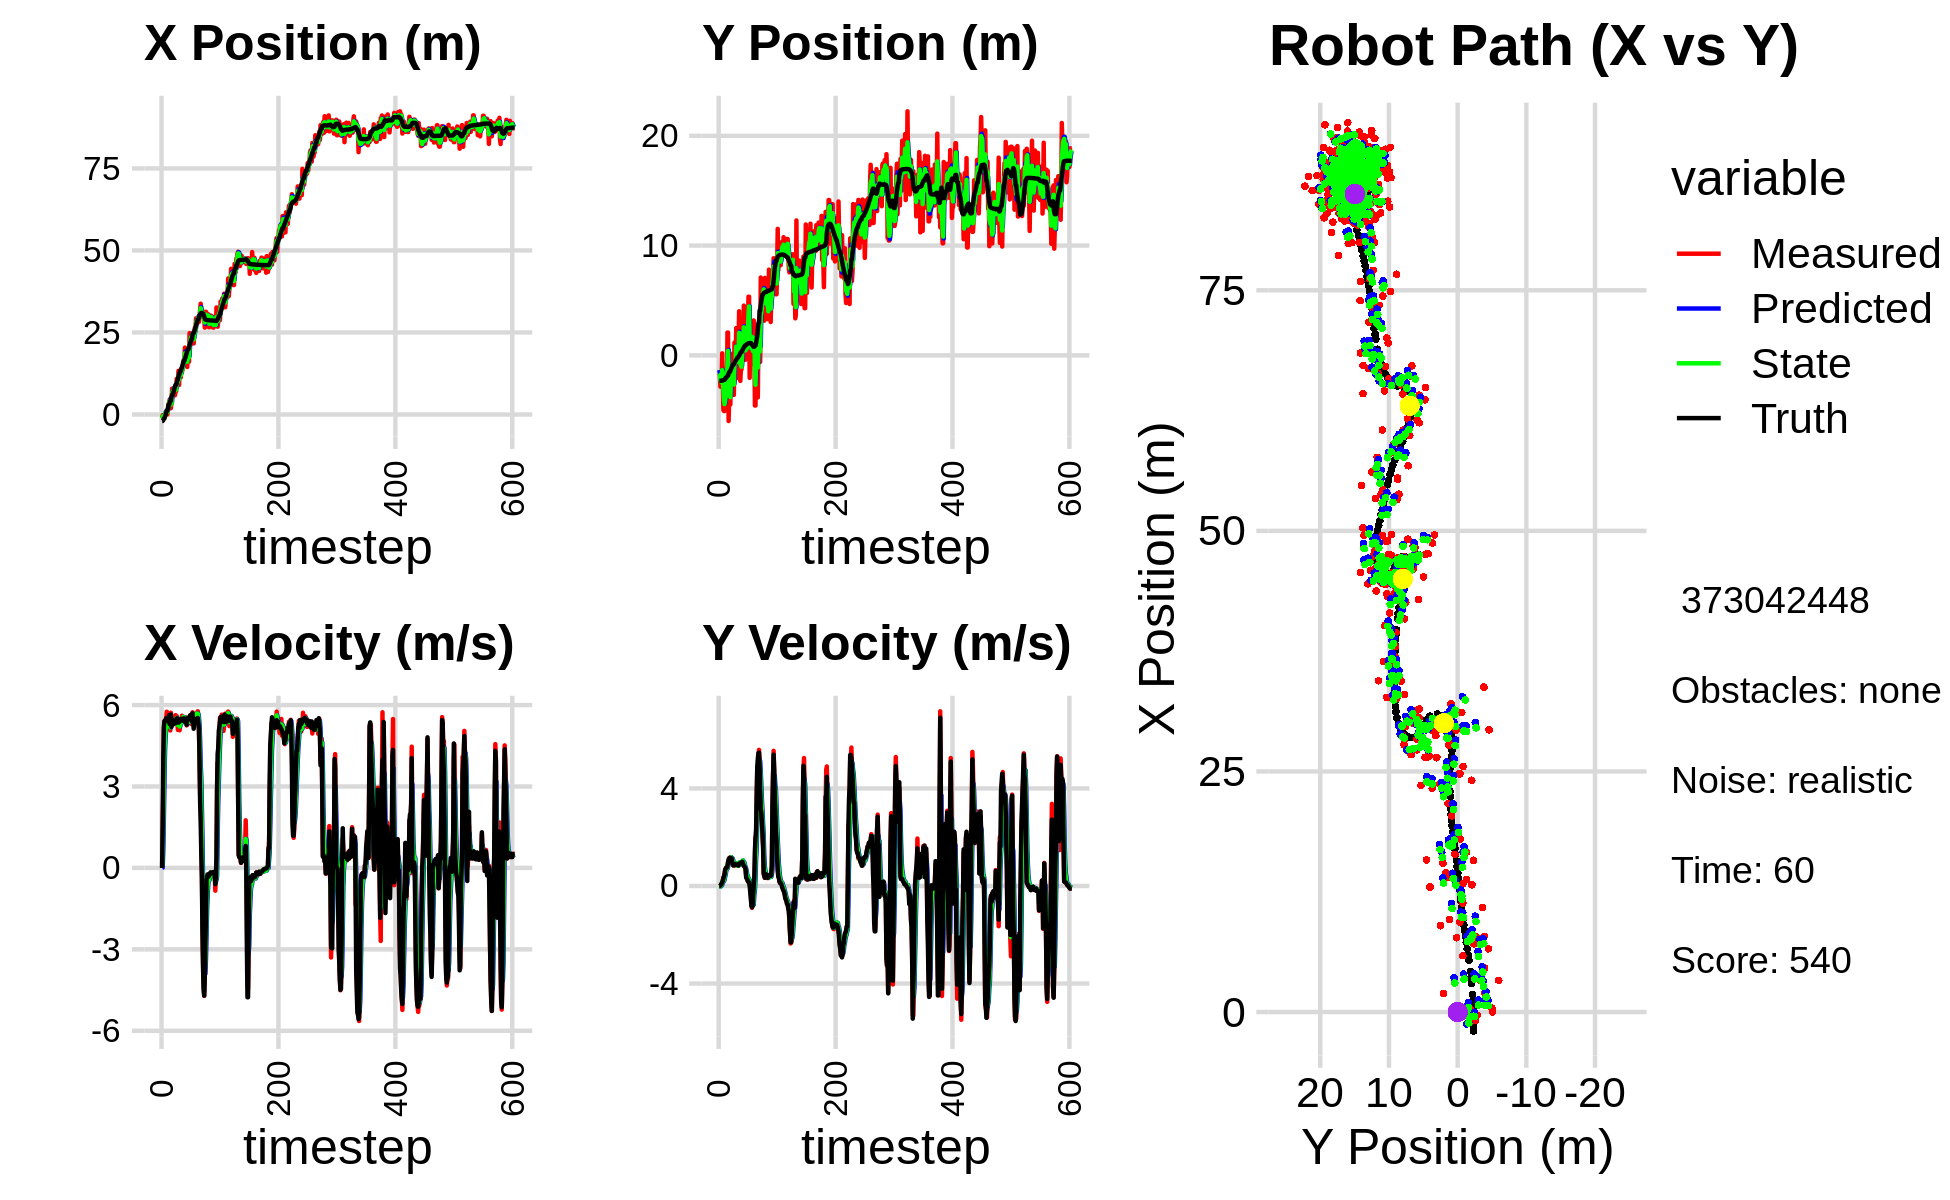 X Position (m)
75
50
25
0
0
200
400
600
timestep
Y Position (m)
20
10
0
0
200
400
600
timestep
X Velocity (m/s)
6
3
0
-3
-6
0
200
400
600
timestep
Y Velocity (m/s)
4
0
-4
0
200
400
600
timestep
Robot Path (X vs Y)
X Position (m)
75
50
25
0
20 10 0 -10 -20
Y Position (m)
variable
Measured
Predicted
State
Truth
373042448
Obstacles: none
Noise: realistic
Time: 60
Score: 540